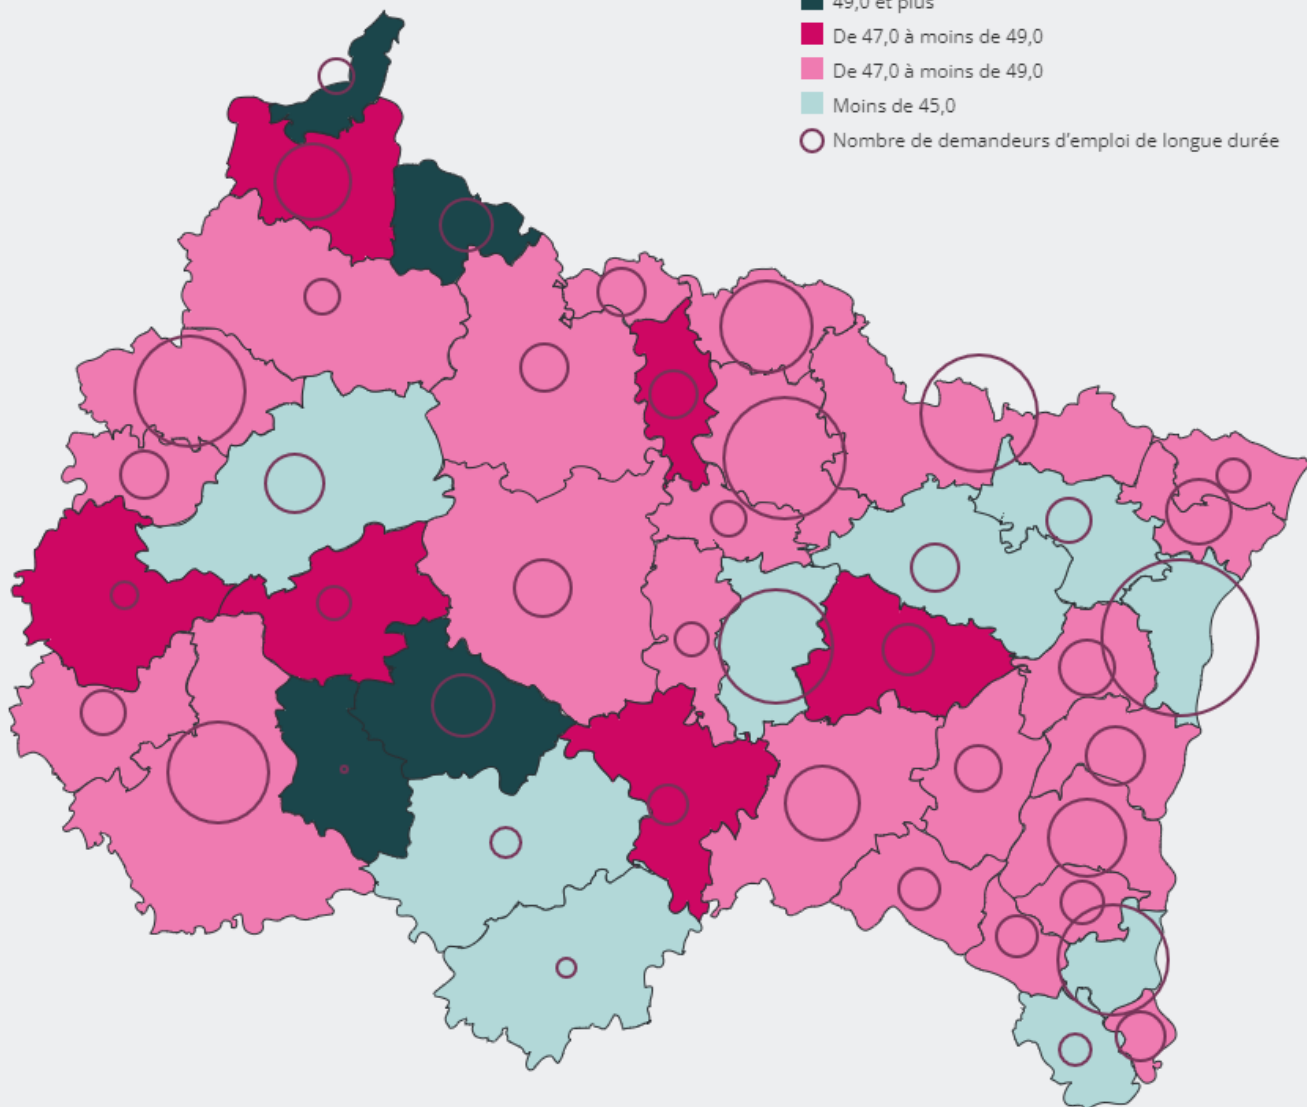 49,0 et plus
De 47,0 à moins de 49,0
De 47,0 à moins de 49,0
Moins de 45,0
Nombre de demandeurs d'emploi de longue durée